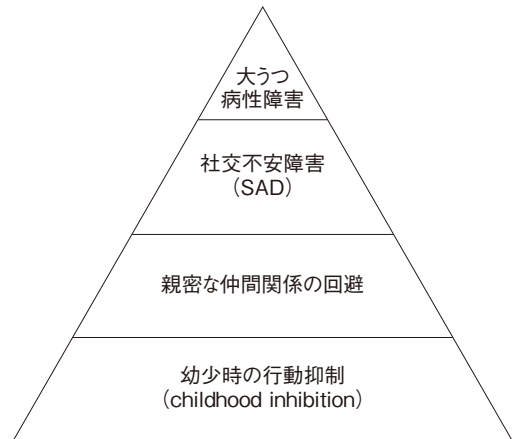 大うつ
病性障害
社交不安障害
（SAD）
親密な仲間関係の回避
幼少時の行動抑制
（childhood inhibition）